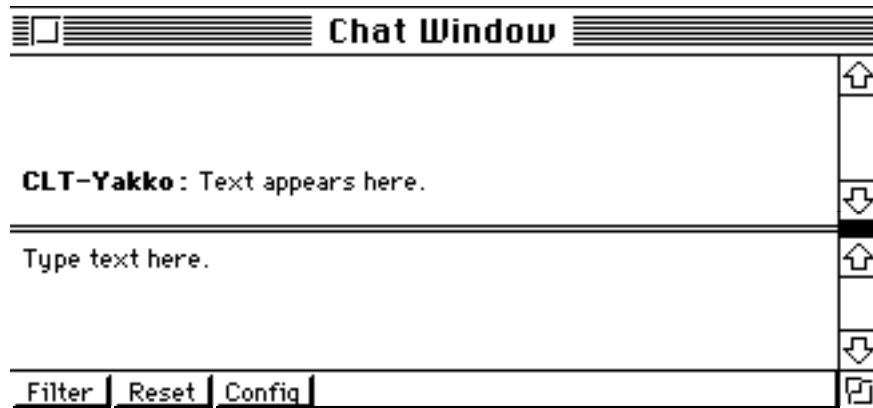 Chat Window
CLT-Yakko: Text appears here.
Type text here.
Filter Reset Config